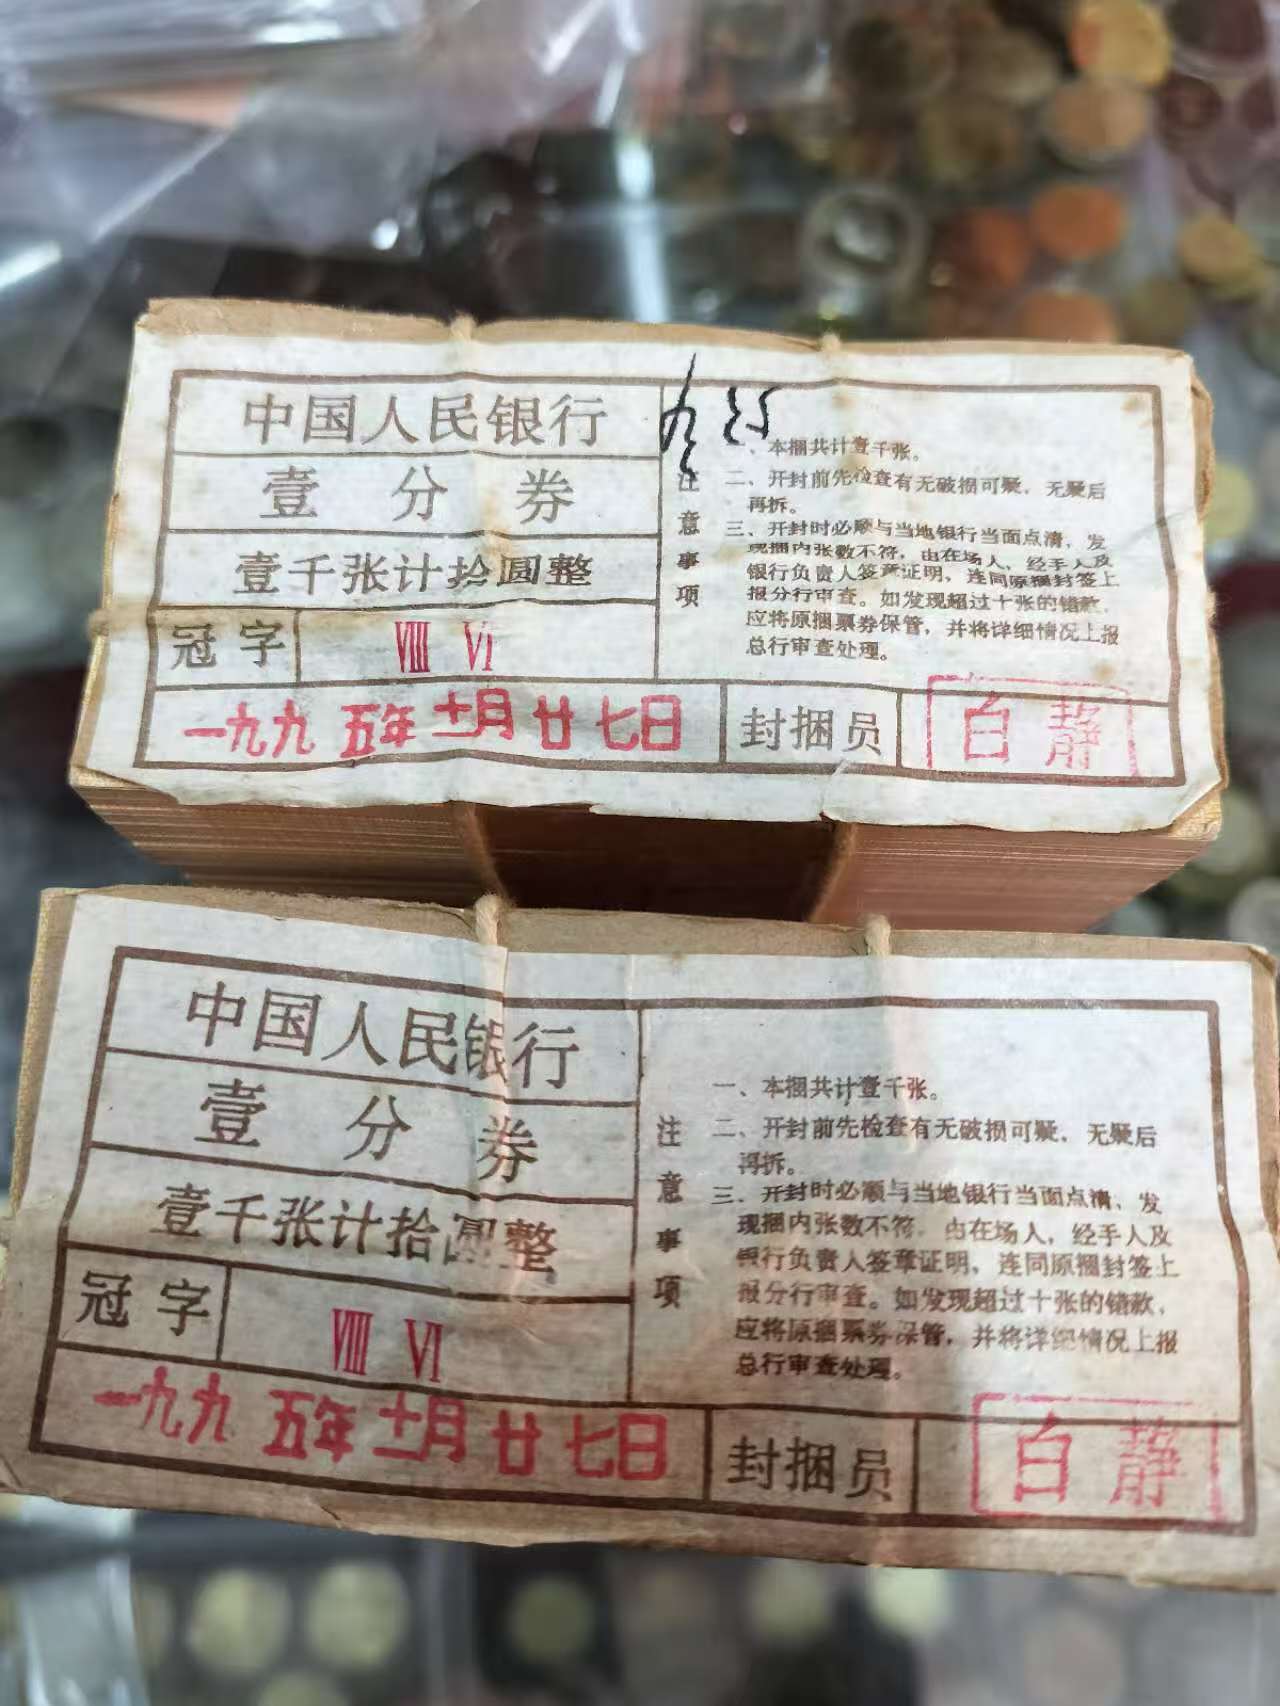 中国人民银行
壹分券
壹千张计拾圆整
冠字 Ⅷ Ⅵ
一九九五年十一月廿七日
注意事项
一、本捆共计壹千张。
二、开封前先检查有无破损可疑，无疑后
再拆。
三、开封时必顺与当地银行当面点清，发
现捆内张数不符，由在场人，经手人及
银行负责人签章证明，连同原捆封签上
报分行审查。如发现超过十张的错款，
应将原捆票券保管，并将详细情况上报
总行审查处理。
封捆员 白静
中国人民银行
壹分券
壹千张计拾圆整
冠字 Ⅷ Ⅵ
一九九五年十一月廿七日
注意事项
一、本捆共计壹千张。
二、开封前先检查有无破损可疑，无疑后
再拆。
三、开封时必顺与当地银行当面点清，发
现捆内张数不符，由在场人，经手人及
银行负责人签章证明，连同原捆封签上
报分行审查。如发现超过十张的错款，
应将原捆票券保管，并将详细情况上报
总行审查处理。
封捆员 白静